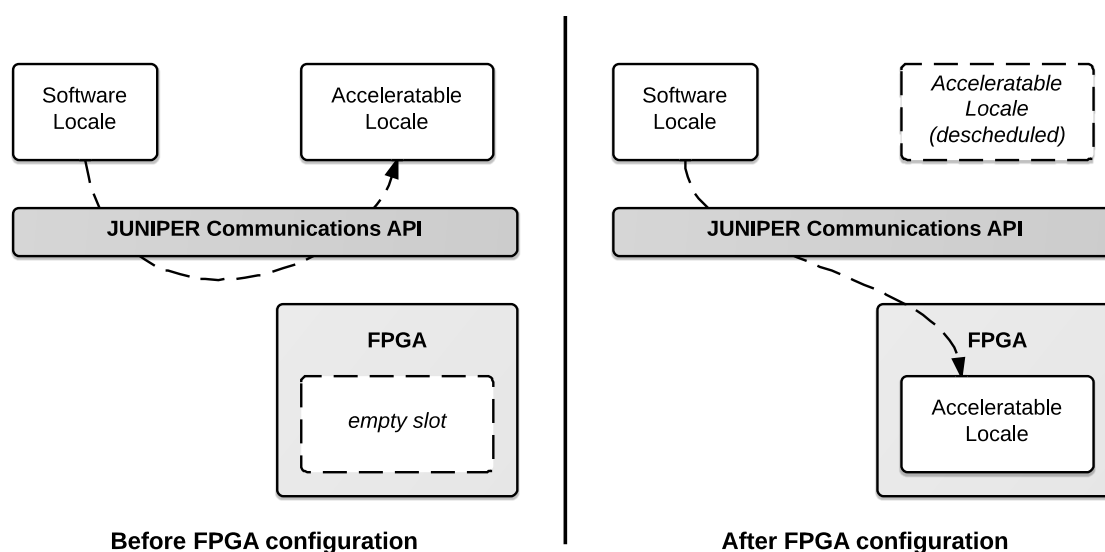 Software
Locale
Acceleratable
Locale
JUNIPER Communications API
FPGA
empty slot
Before FPGA configuration
Software
Locale
Acceleratable
Locale
(descheduled)
JUNIPER Communications API
FPGA
Acceleratable
Locale
After FPGA configuration